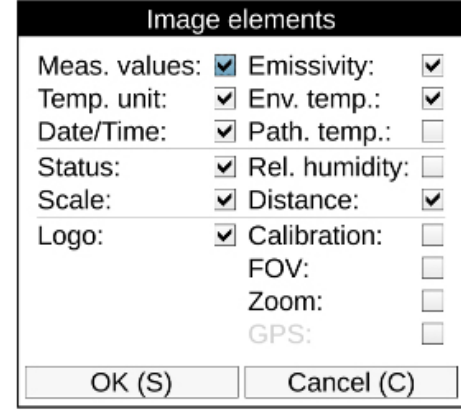 Image elements
Meas. values: Emissivity:
Temp. unit: Env. temp.:
Date/Time: Path. temp.:
Status: Rel. humidity:
Scale: Distance:
Logo: Calibration:
FOV:
Zoom:
GPS:
OK (S) Cancel (C)